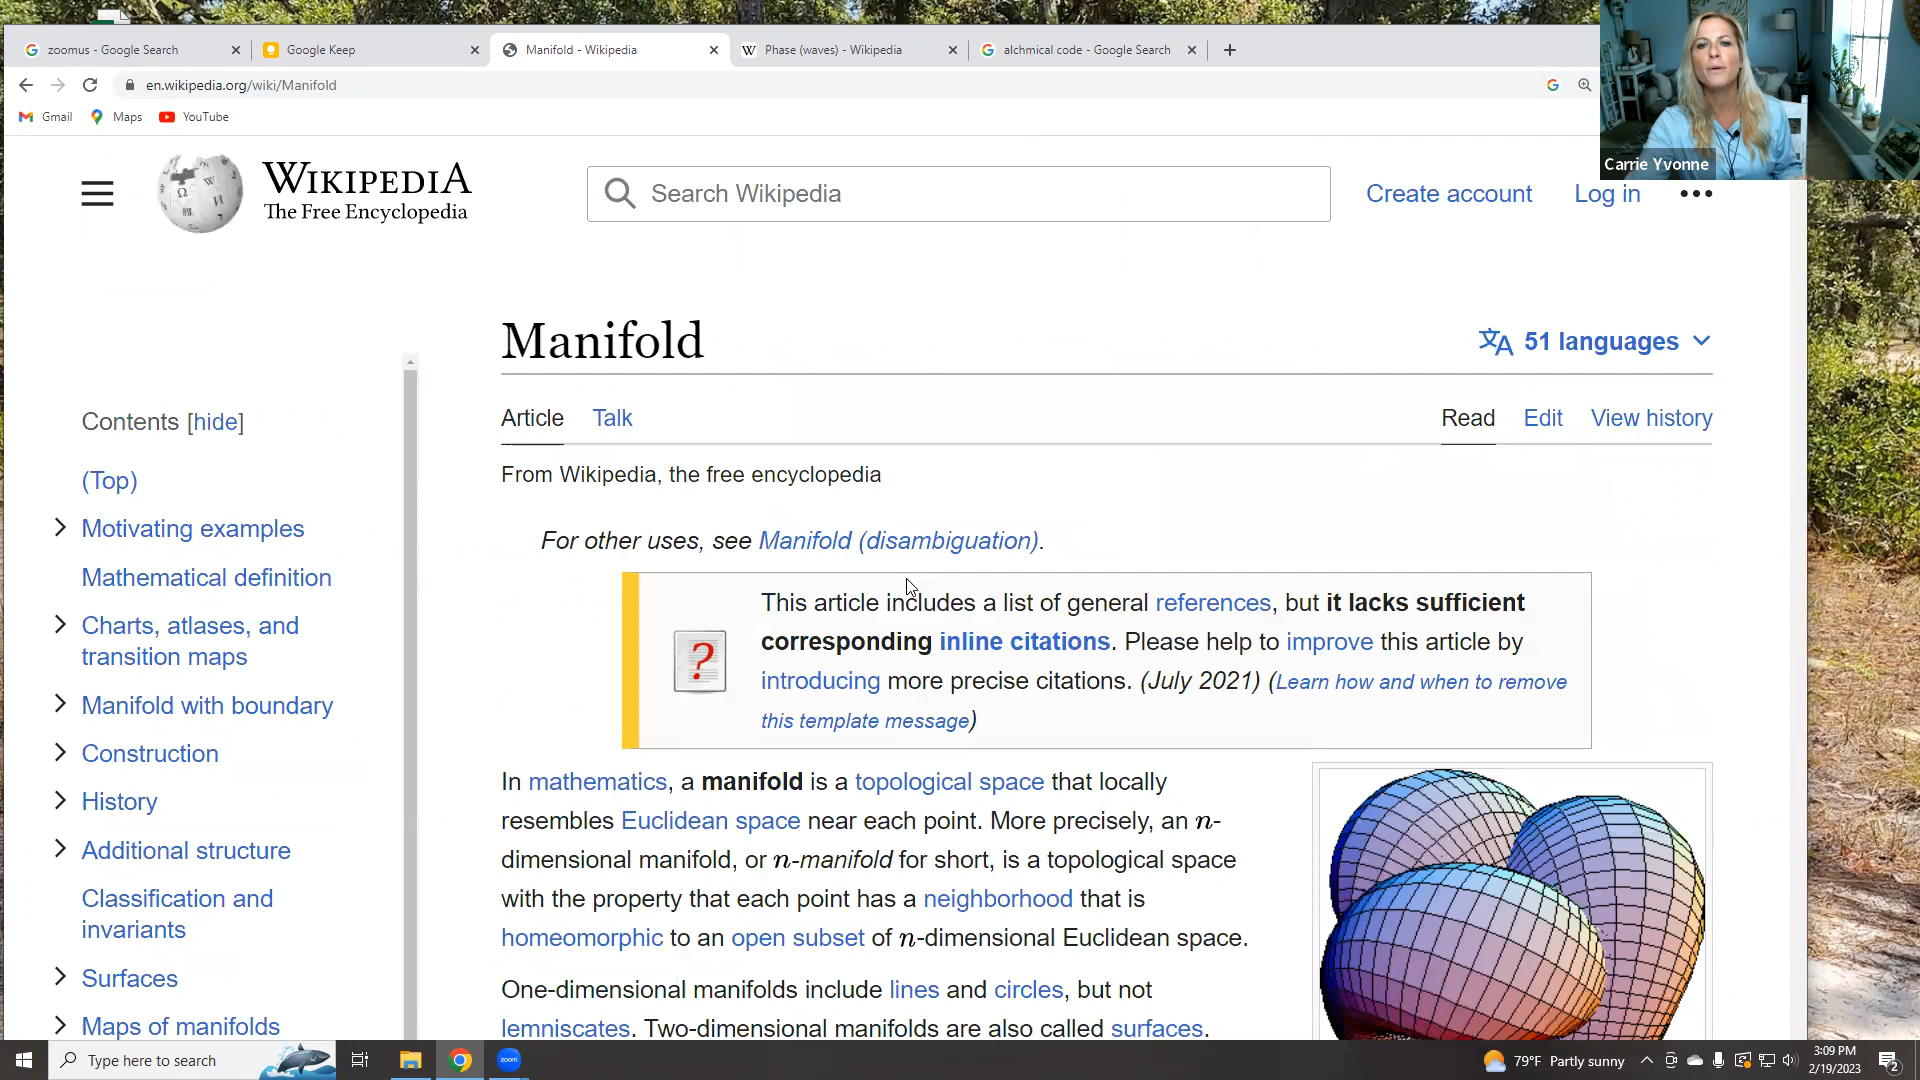 zoomus - Google Search
Google Keep
Manifold - Wikipedia
W Phase (waves) - Wikipedia
alchmical code - Google Search
en.wikipedia.org/wiki/Manifold
Gmail Maps YouTube
Carrie Yvonne
WIKIPEDIA
The Free Encyclopedia
Search Wikipedia
Create account Log in
Manifold
51 languages
Contents [hide]
(Top)
Motivating examples
Mathematical definition
Charts, atlases, and
transition maps
Manifold with boundary
Construction
History
Additional structure
Classification and
invariants
Surfaces
Maps of manifolds
Article Talk
Read Edit View history
From Wikipedia, the free encyclopedia
For other uses, see Manifold (disambiguation).
?
This article includes a list of general references, but it lacks sufficient
corresponding inline citations. Please help to improve this article by
introducing more precise citations. (July 2021) (Learn how and when to remove
this template message)
In mathematics, a manifold is a topological space that locally
resembles Euclidean space near each point. More precisely, an n-
dimensional manifold, or n-manifold for short, is a topological space
with the property that each point has a neighborhood that is
homeomorphic to an open subset of n-dimensional Euclidean space.
One-dimensional manifolds include lines and circles, but not
lemniscates. Two-dimensional manifolds are also called surfaces.
Type here to search
zoom
79°F Partly sunny
3:09 PM
2/19/2023
2